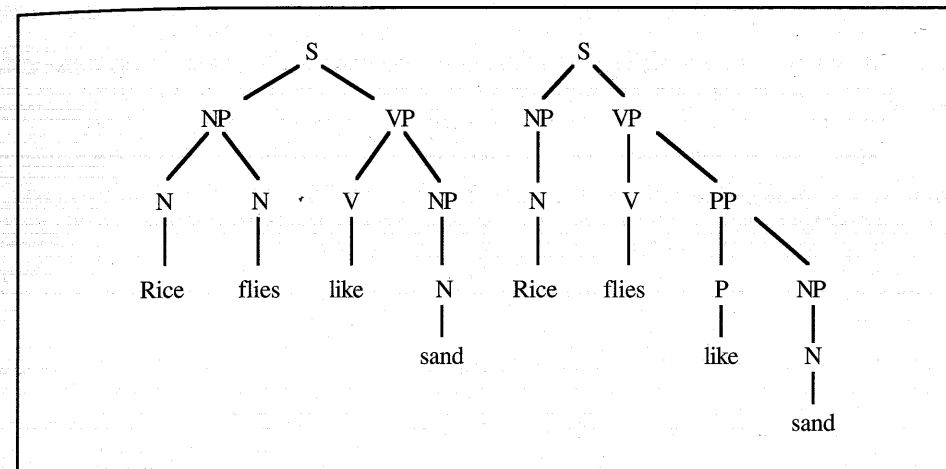 S S
NP VP NP VP
N N V NP N V PP
Rice flies like N Rice flies P NP
sand like N
sand